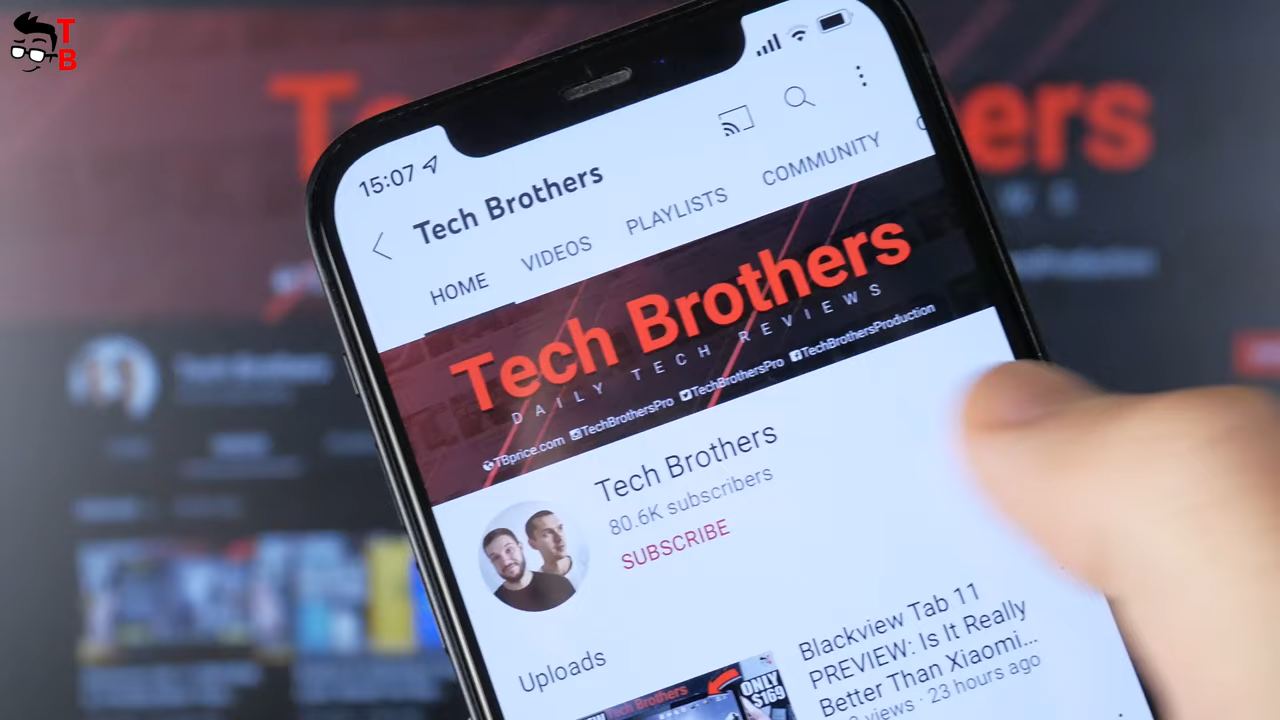 T
B
15:07
Tech Brothers
HOME VIDEOS PLAYLISTS COMMUNITY
Tech Brothers
DAILY TECH REVIEWS
TBprice.com TechBrothersPro TechBrothersPro TechBrothersProduction
Tech Brothers
80.6K subscribers
SUBSCRIBE
Uploads
Blackview Tab 11
PREVIEW: Is It Really
Better Than Xiaomi...
views · 23 hours ago
Tech Brothers
ONLY
$169
ers